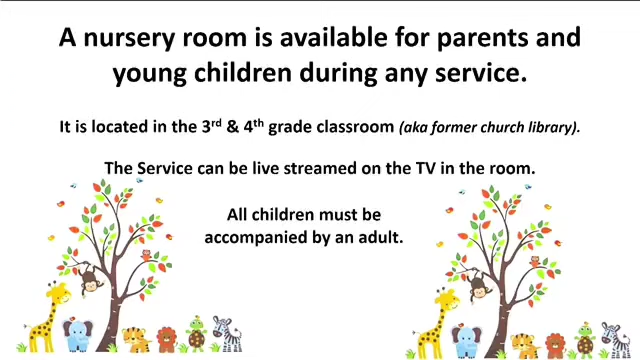 A nursery room is available for parents and
young children during any service.
It is located in the 3rd & 4th grade classroom (aka former church library).
The Service can be live streamed on the TV in the room.
All children must be
accompanied by an adult.